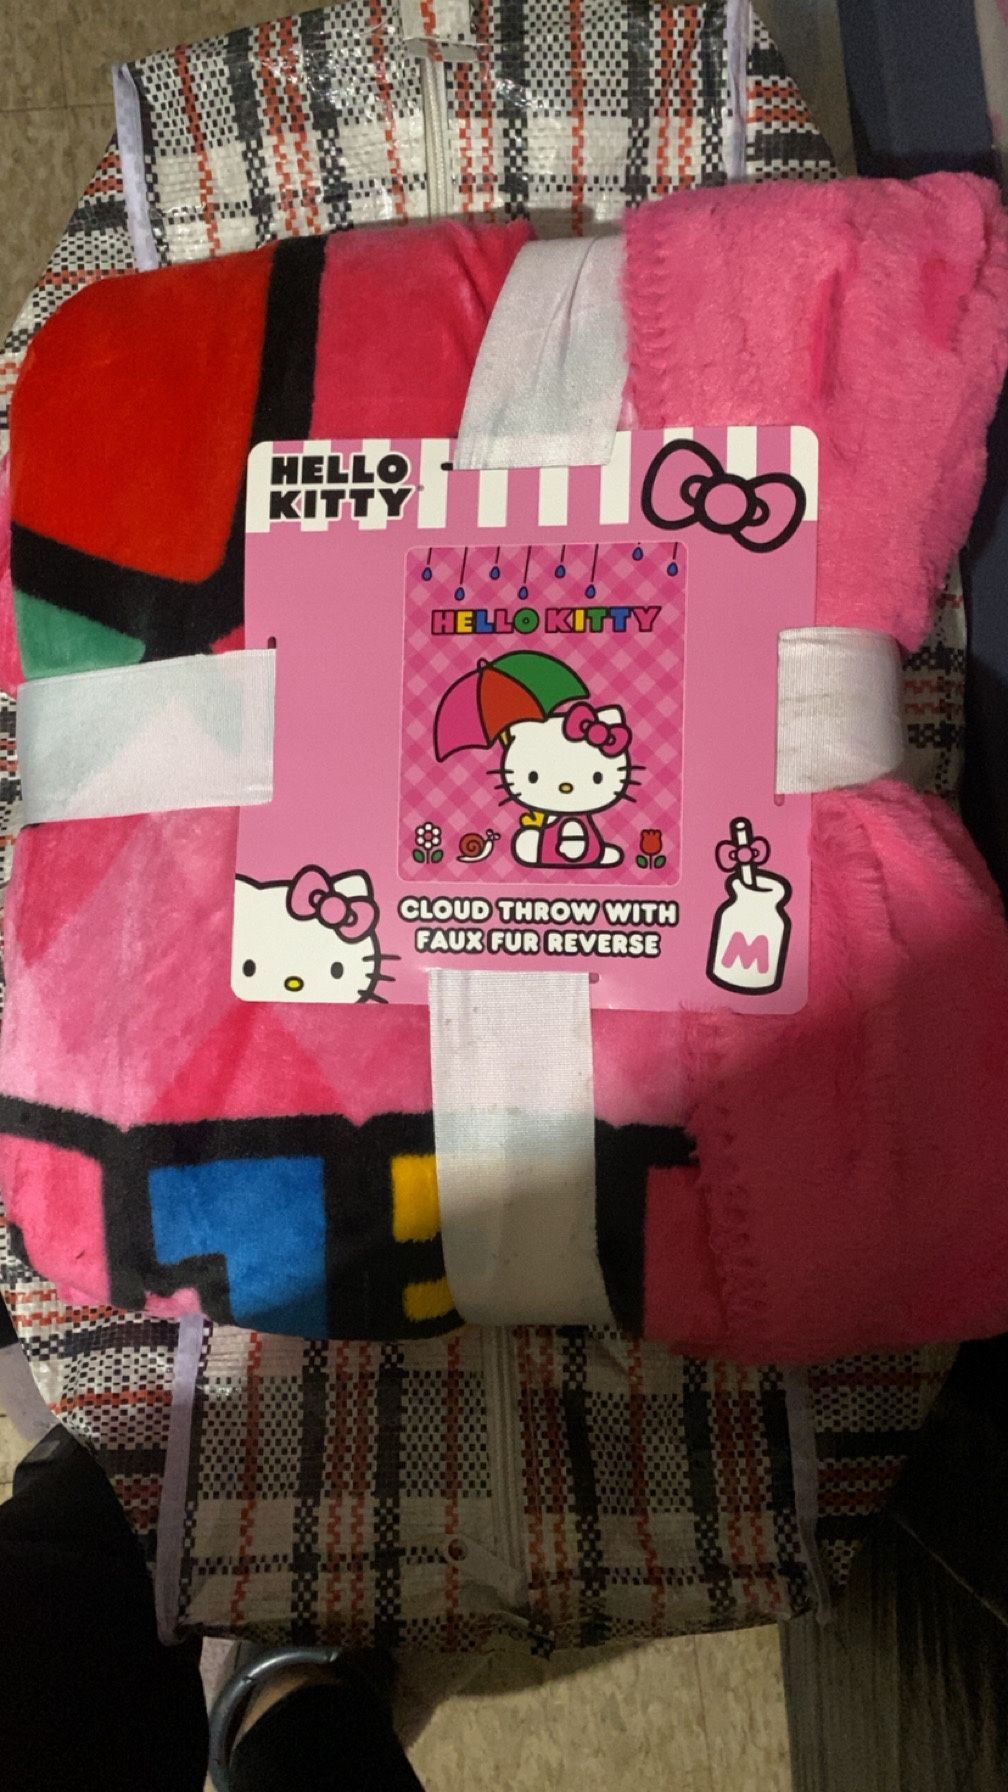 HELLO
KITTY
HELLO KITTY
CLOUD THROW WITH
FAUX FUR REVERSE
M